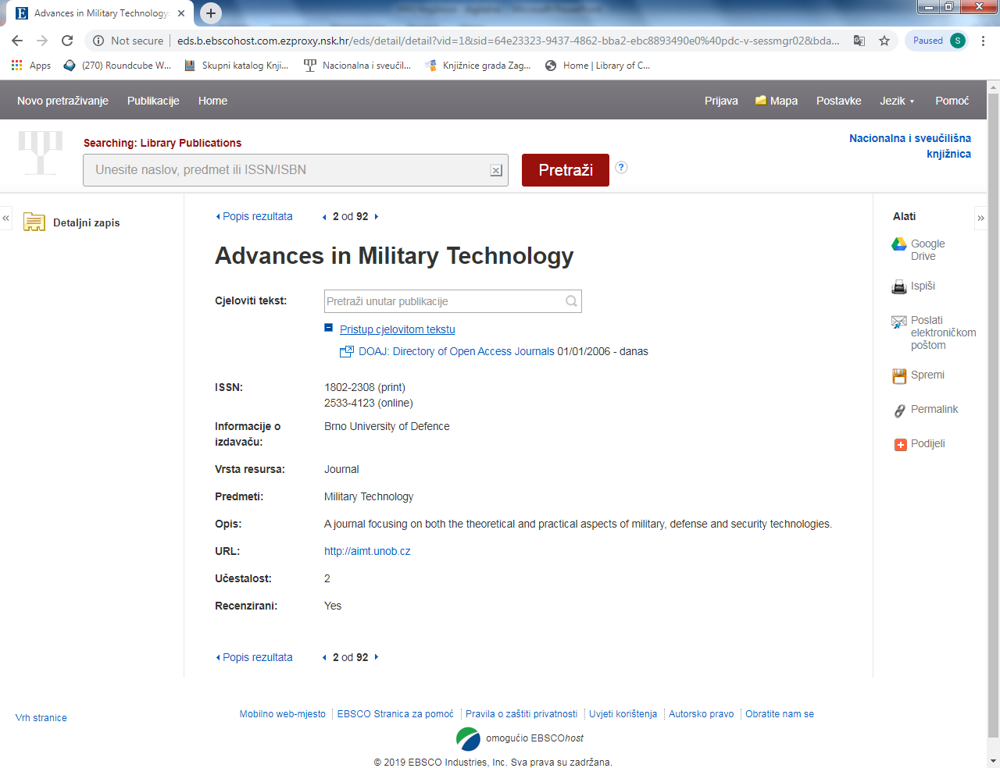 Advances in Military Technology:
Not secure eds.b.ebscohost.com.ezproxy.nsk.hr/eds/detail/detail?vid=1&sid=64e23323-9437-4862-bba2-ebc8893490e0%40pdc-v-sessmgr02&bda... Paused S
Apps (270) Roundcube W... Skupni katalog Knji... Nacionalna i sveučil... Knjižnice grada Zag... Home | Library of C...
Novo pretraživanje Publikacije Home Prijava Mapa Postavke Jezik Pomoć
Searching: Library Publications
Nacionalna i sveučilišna
knjižnica
Unesite naslov, predmet ili ISSN/ISBN Pretraži ?
Detaljni zapis
Popis rezultata 2 od 92
Advances in Military Technology
Cjeloviti tekst: Pretraži unutar publikacije
Pristup cjelovitom tekstu
DOAJ: Directory of Open Access Journals 01/01/2006 - danas
ISSN: 1802-2308 (print)
2533-4123 (online)
Informacije o
izdavaču: Brno University of Defence
Vrsta resursa: Journal
Predmeti: Military Technology
Opis: A journal focusing on both the theoretical and practical aspects of military, defense and security technologies.
URL: http://aimt.unob.cz
Učestalost: 2
Recenzirani: Yes
Popis rezultata 2 od 92
Alati
Google
Drive
Ispiši
Poslati
elektroničkom
poštom
Spremi
Permalink
Podijeli
Vrh stranice
Mobilno web-mjesto EBSCO Stranica za pomoć Pravila o zaštiti privatnosti Uvjeti korištenja Autorsko pravo Obratite nam se
omogućio EBSCOhost
© 2019 EBSCO Industries, Inc. Sva prava su zadržana.